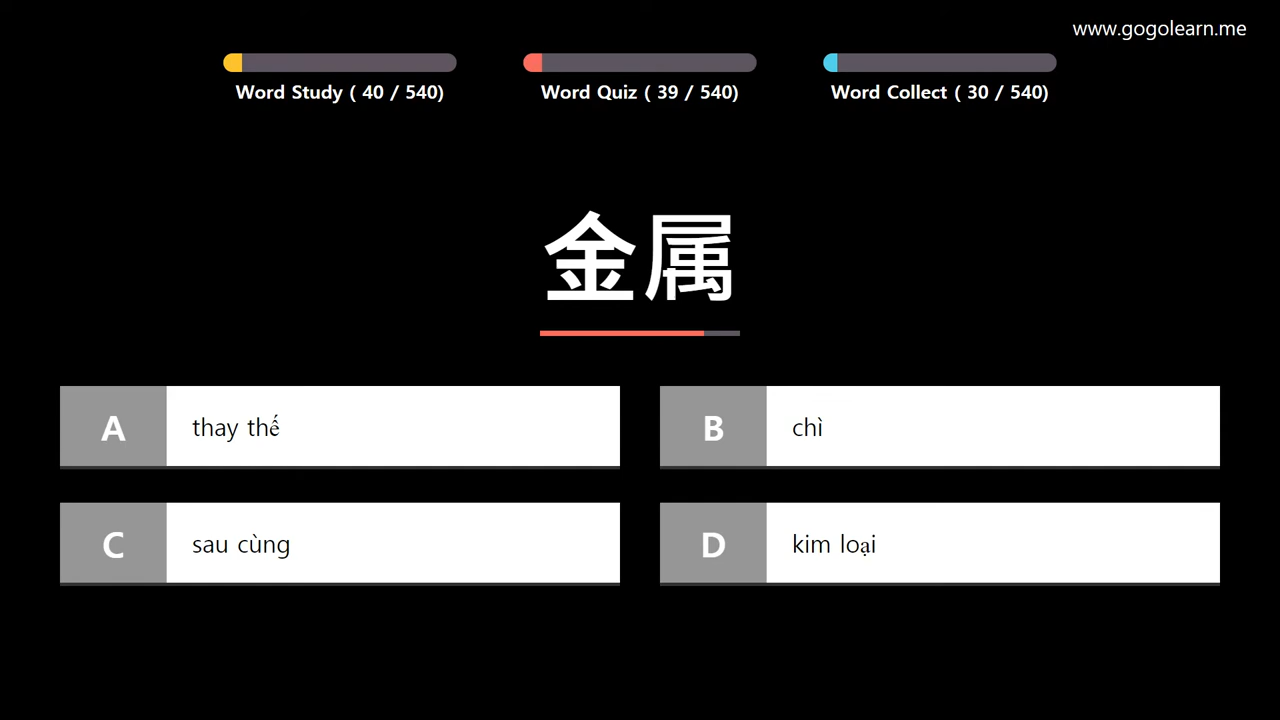 www.gogolearn.me
Word Study ( 40 / 540)
Word Quiz ( 39 / 540)
Word Collect ( 30 / 540)
金属
A thay thế
B chì
C sau cùng
D kim loại